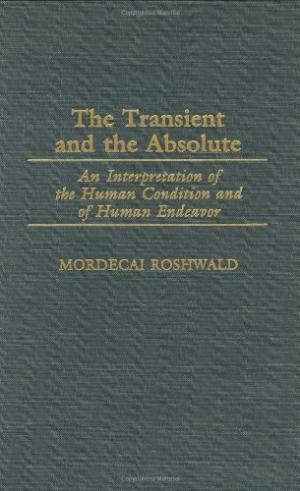 The Transient
and the Absolute
An Interpretation of
the Human Condition and
of Human Endeavor
MORDECAI ROSHWALD